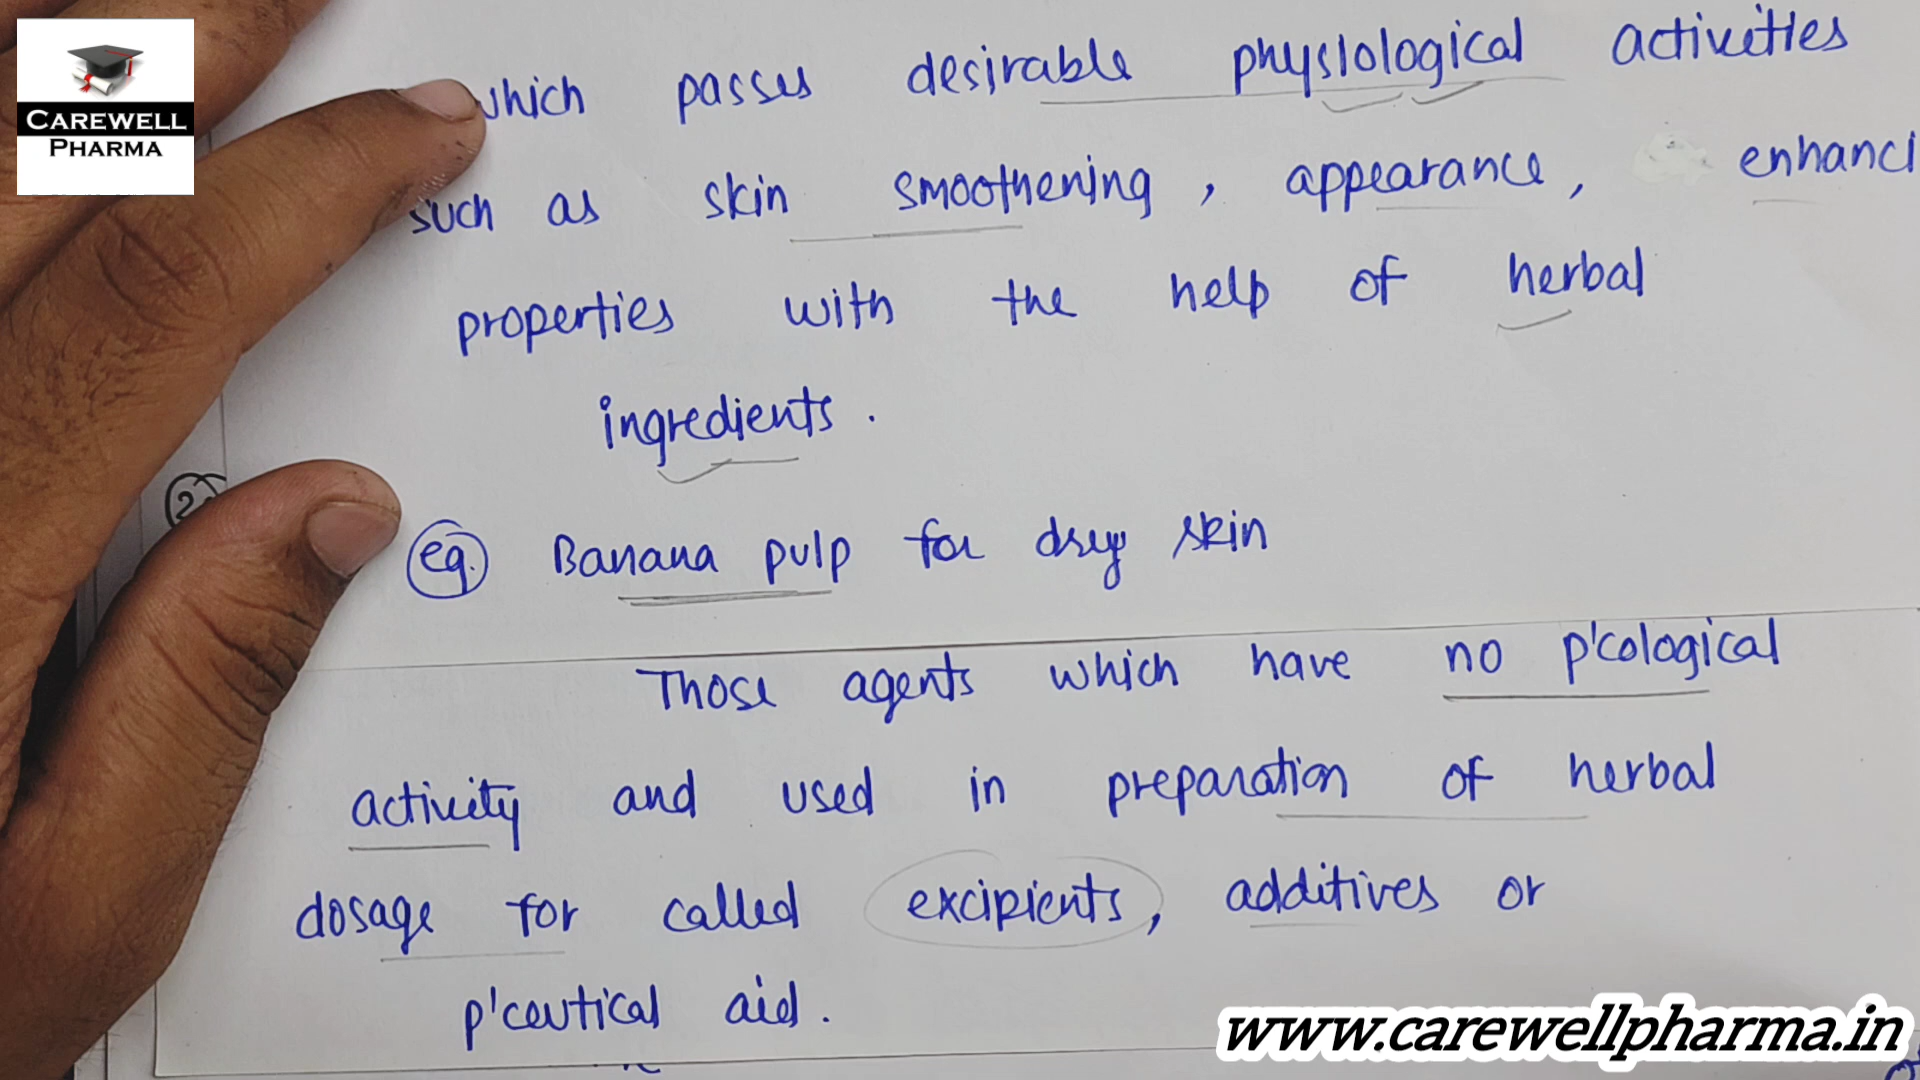 CAREWELL
PHARMA
which passes desirable physiological activities
such as skin smoothening, appearance, enhanci
properties with the help of herbal
ingredients.
eg. Banana pulp for dry skin
2.
Those agents which have no p'cological
activity and used in preparation of herbal
dosage for called excipients, additives or
p'ceutical aid.
www.carewellpharma.in